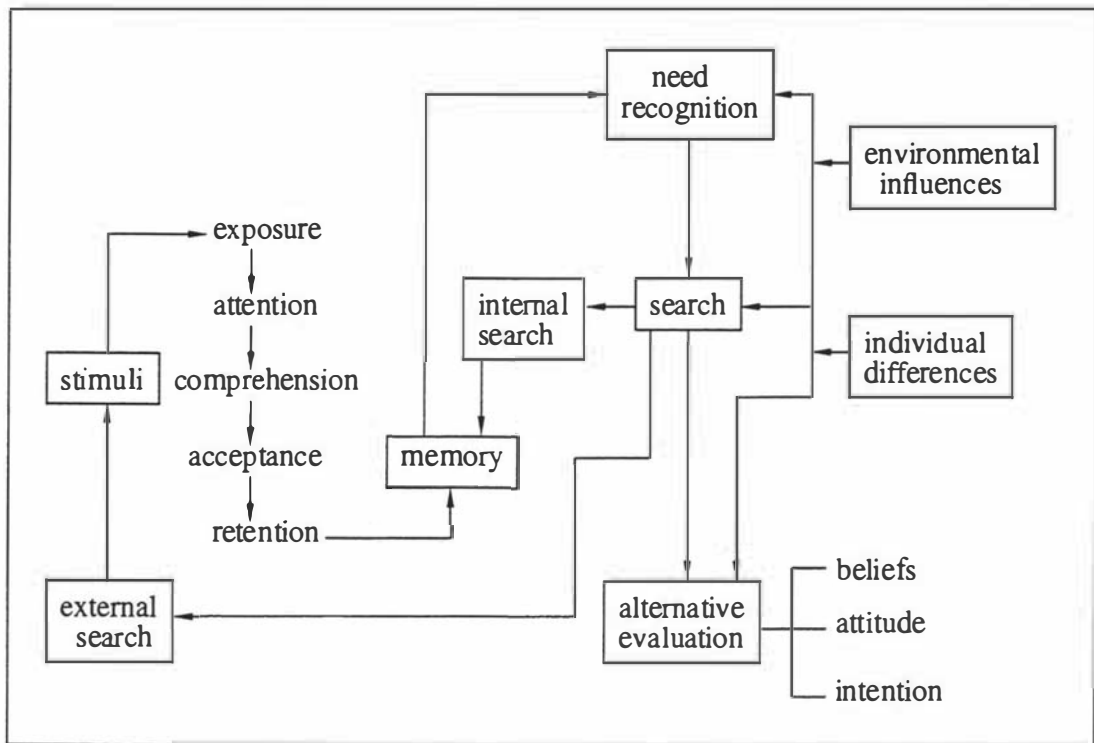 need
recognition
environmental
influences
exposure
attention
internal
search
search
individual
differences
stimuli
comprehension
acceptance
memory
retention
external
search
alternative
evaluation
beliefs
attitude
intention